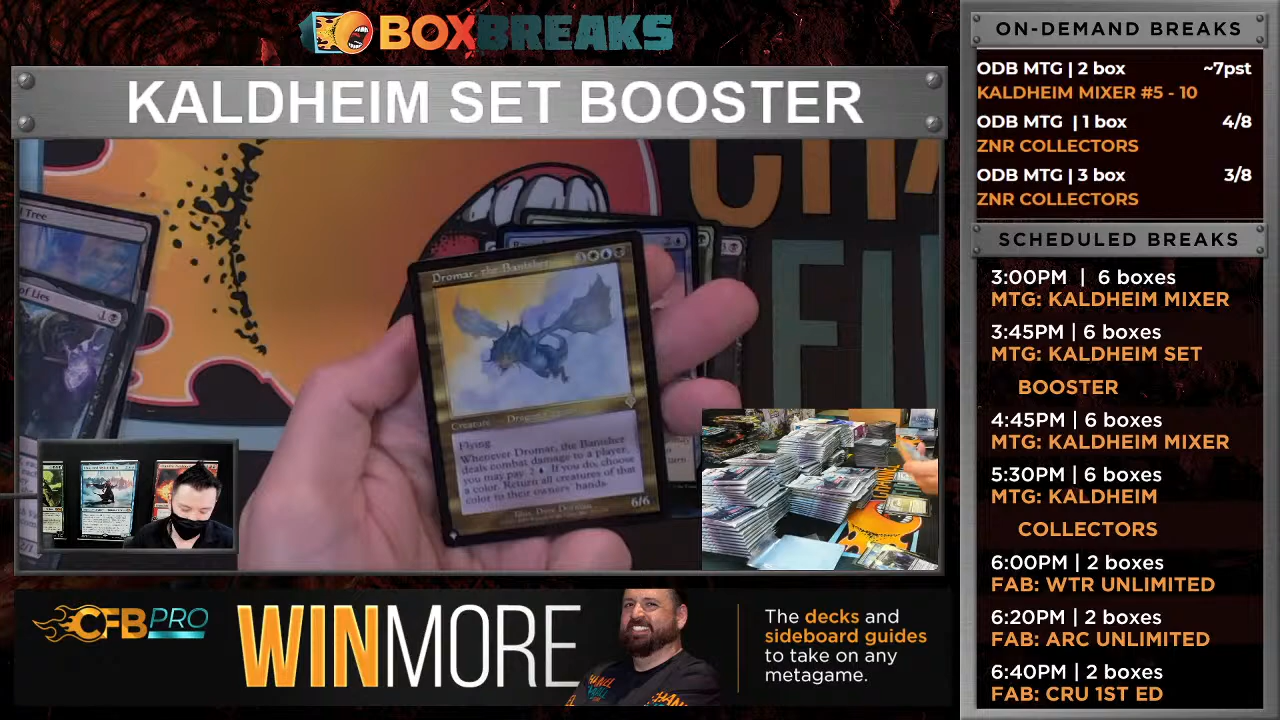 BOXBREAKS
KALDHEIM SET BOOSTER
Tree
of Lies
1
Dromar, the Banisher
Creature
Flying
Whenever Dromar, the Banisher
deals combat damage to a player,
you may pay 2. If you do, choose
a color. Return all creatures of that
color to their owners' hands.
6/6
CFBPRO
WINMORE
The decks and
sideboard guides
to take on any
metagame.
ON-DEMAND BREAKS
ODB MTG | 2 box ~7pst
KALDHEIM MIXER #5 - 10
ODB MTG | 1 box 4/8
ZNR COLLECTORS
ODB MTG | 3 box 3/8
ZNR COLLECTORS
SCHEDULED BREAKS
3:00PM | 6 boxes
MTG: KALDHEIM MIXER
3:45PM | 6 boxes
MTG: KALDHEIM SET
BOOSTER
4:45PM | 6 boxes
MTG: KALDHEIM MIXER
5:30PM | 6 boxes
MTG: KALDHEIM
COLLECTORS
6:00PM | 2 boxes
FAB: WTR UNLIMITED
6:20PM | 2 boxes
FAB: ARC UNLIMITED
6:40PM | 2 boxes
FAB: CRU 1ST ED